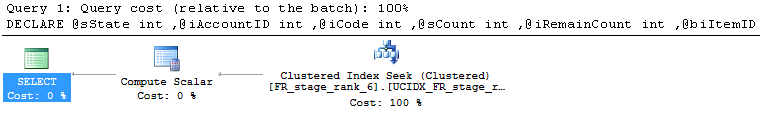 Query 1: Query cost (relative to the batch): 100%
DECLARE @sState int ,@iAccountID int ,@iCode int ,@sCount int ,@iRemainCount int ,@biItemID
SELECT
Cost: 0 %
Compute Scalar
Cost: 0 %
Clustered Index Seek (Clustered)
[FR_stage_rank_6].[UCIDX_FR_stage_r…
Cost: 100 %